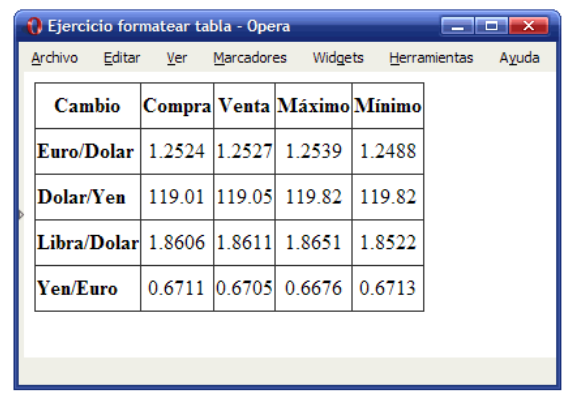 Ejercicio formatear tabla - Opera
Archivo Editar Ver Marcadores Widgets Herramientas Ayuda
Cambio Compra Venta Máximo Mínimo
Euro/Dolar 1.2524 1.2527 1.2539 1.2488
Dolar/Yen 119.01 119.05 119.82 119.82
Libra/Dolar 1.8606 1.8611 1.8651 1.8522
Yen/Euro 0.6711 0.6705 0.6676 0.6713